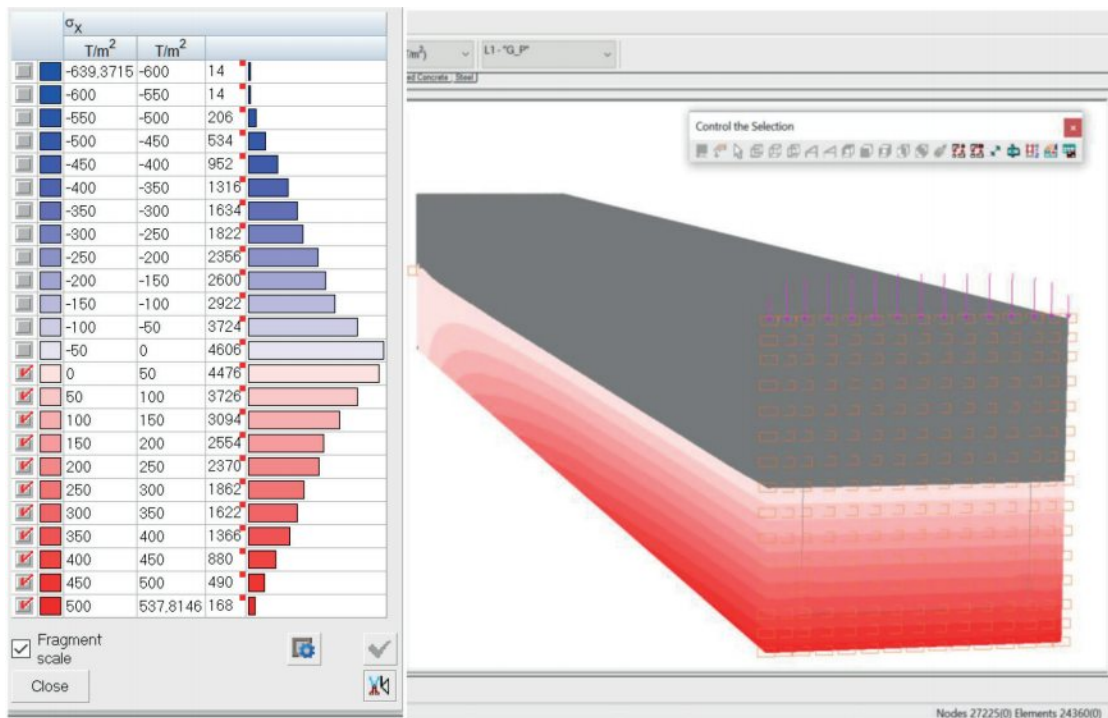 σX
T/m² T/m²
-639,3715 -600 14
-600 -550 14
-550 -500 206
-500 -450 534
-450 -400 952
-400 -350 1316
-350 -300 1634
-300 -250 1822
-250 -200 2356
-200 -150 2600
-150 -100 2922
-100 -50 3724
-50 0 4606
0 50 4476
50 100 3726
100 150 3094
150 200 2554
200 250 2370
250 300 1862
300 350 1622
350 400 1366
400 450 880
450 500 490
500 537,8146 168
Fragment
scale
Close
/m²) L1 - "G_P"
ed Concrete Steel
Control the Selection
Nodes 27225(0) Elements 24360(0)